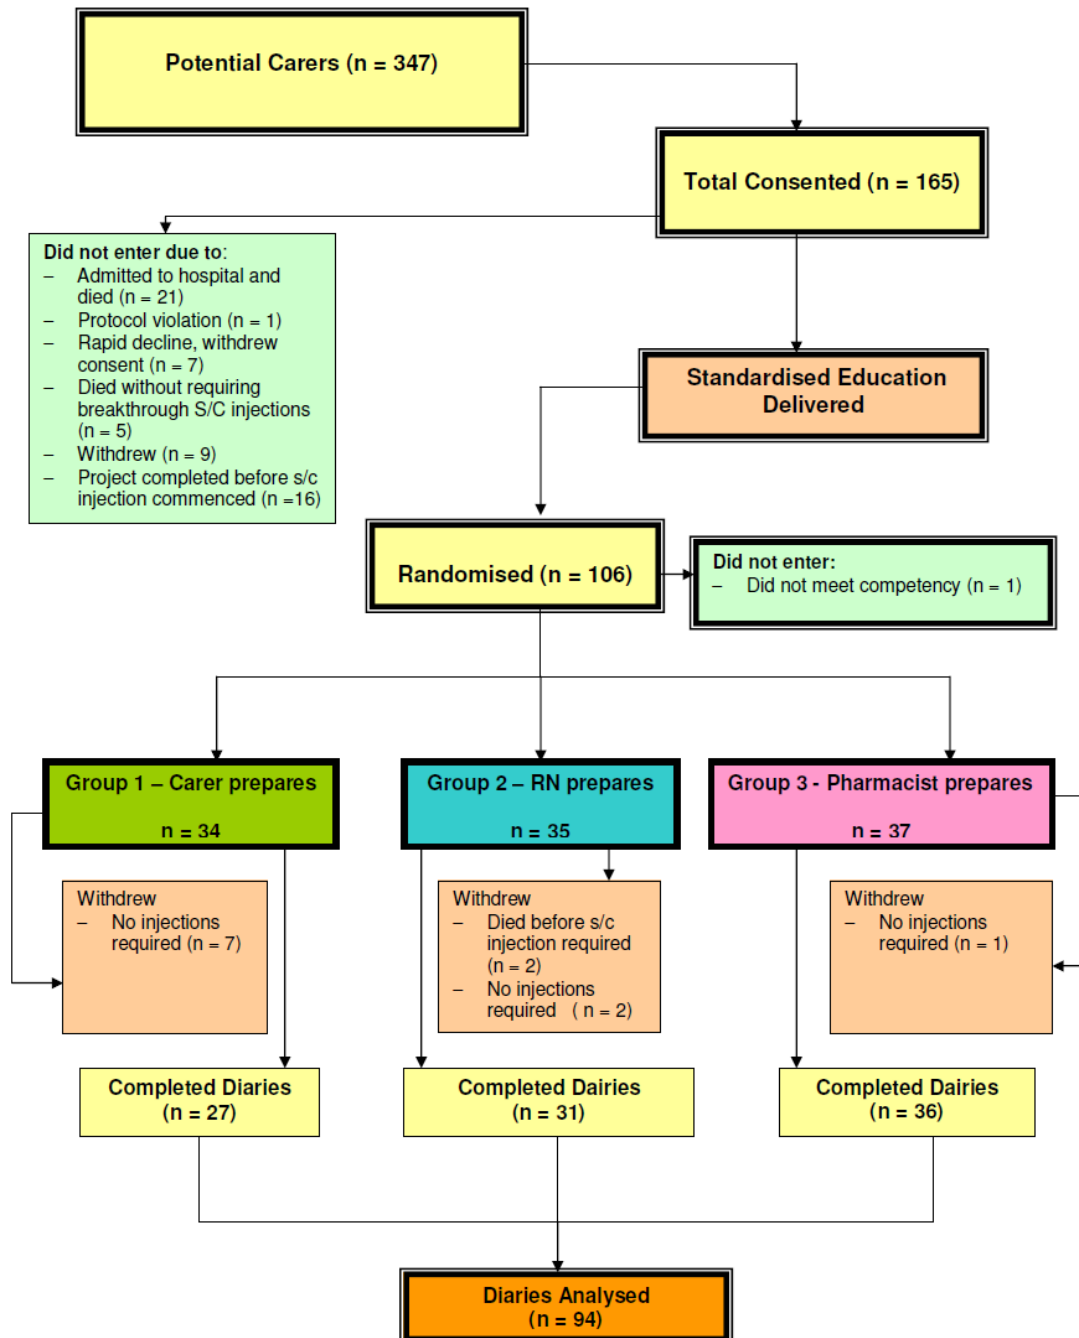 Potential Carers (n = 347)
Total Consented (n = 165)
Did not enter due to:
– Admitted to hospital and
died (n = 21)
– Protocol violation (n = 1)
– Rapid decline, withdrew
consent (n = 7)
– Died without requiring
breakthrough S/C injections
(n = 5)
– Withdrew (n = 9)
– Project completed before s/c
injection commenced (n =16)
Standardised Education
Delivered
Randomised (n = 106)
Did not enter:
– Did not meet competency (n = 1)
Group 1 – Carer prepares
n = 34
Group 2 – RN prepares
n = 35
Group 3 - Pharmacist prepares
n = 37
Withdrew
– No injections
required (n = 7)
Withdrew
– Died before s/c
injection required
(n = 2)
– No injections
required ( n = 2)
Withdrew
– No injections
required (n = 1)
Completed Diaries
(n = 27)
Completed Dairies
(n = 31)
Completed Dairies
(n = 36)
Diaries Analysed
(n = 94)